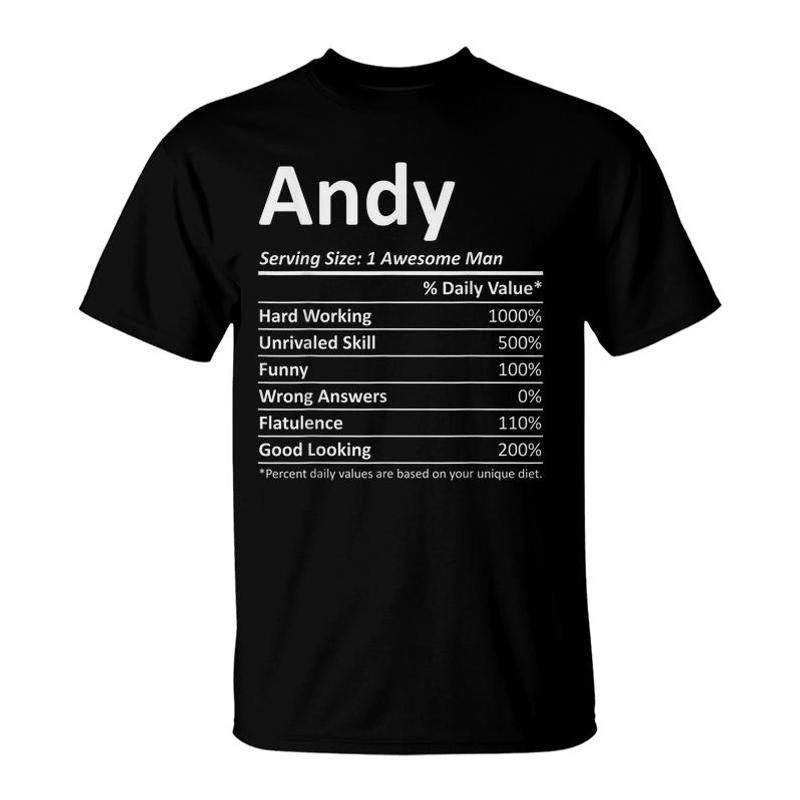 Andy
Serving Size: 1 Awesome Man
% Daily Value*
Hard Working 1000%
Unrivaled Skill 500%
Funny 100%
Wrong Answers 0%
Flatulence 110%
Good Looking 200%
*Percent daily values are based on your unique diet.